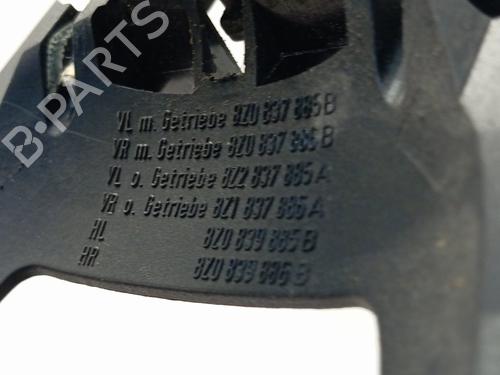 B-PARTS
VL m. Getriebe 8Z0 837 885 B
VR m. Getriebe 8Z0 837 886 B
VL o. Getriebe 8Z2 837 885 A
VR o. Getriebe 8Z1 837 886 A
HL 8Z0 839 885 B
HR 8Z0 839 886 B